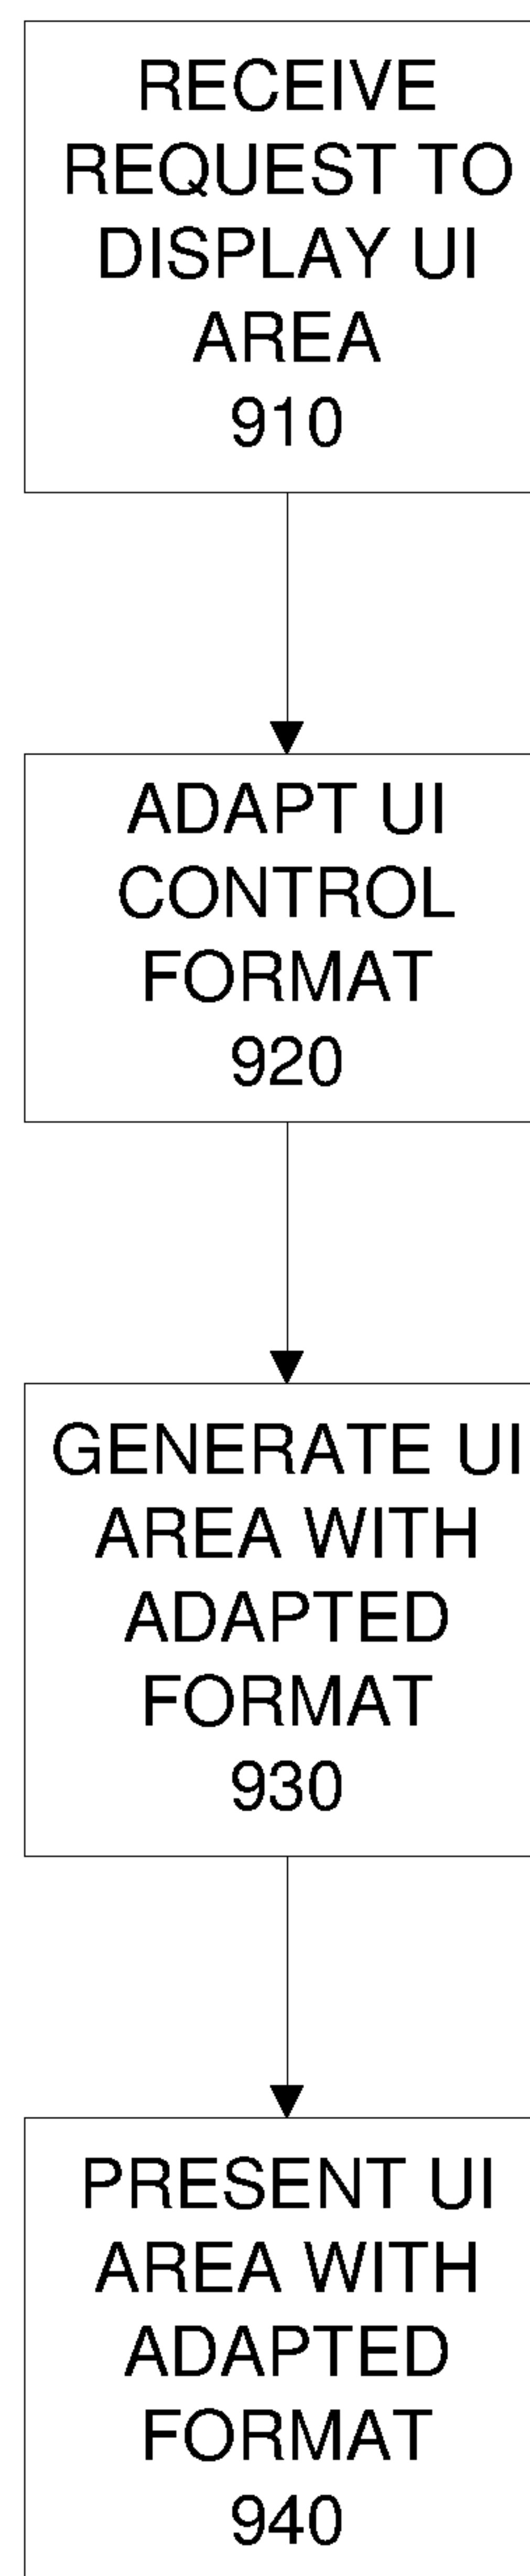 RECEIVE
REQUEST TO
DISPLAY UI
AREA
910
ADAPT UI
CONTROL
FORMAT
920
GENERATE UI
AREA WITH
ADAPTED
FORMAT
930
PRESENT UI
AREA WITH
ADAPTED
FORMAT
940